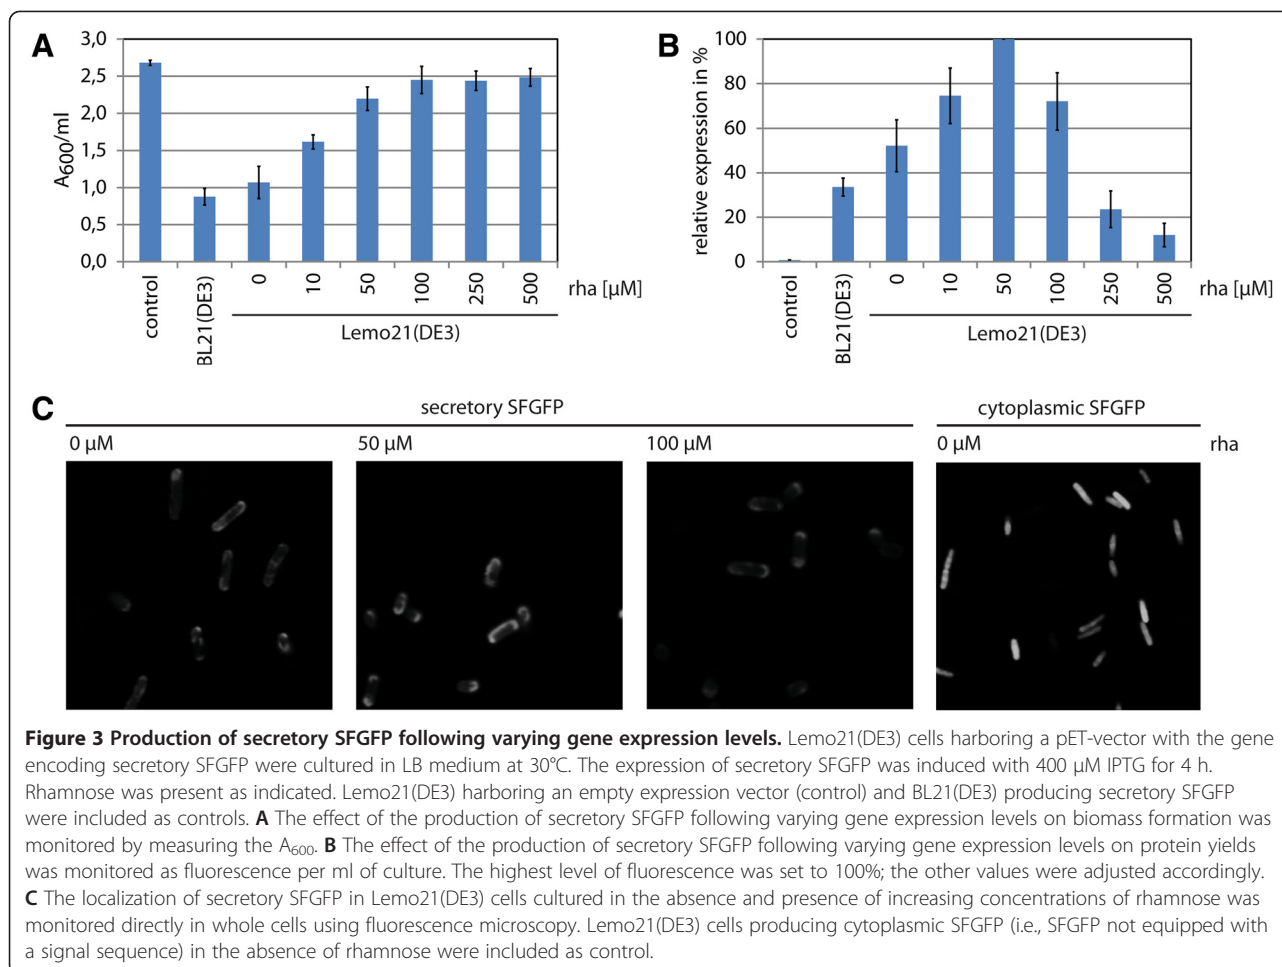 A
3,0
2,5
2,0
1,5
1,0
0,5
0,0
A600/ml
control
BL21(DE3)
0
10
50
100
250
500
rha [µM]
Lemo21(DE3)
B
100
80
60
40
20
0
relative expression in %
control
BL21(DE3)
0
10
50
100
250
500
rha [µM]
Lemo21(DE3)
C
secretory SFGFP
cytoplasmic SFGFP
0 µM
50 µM
100 µM
0 µM
rha
Figure 3 Production of secretory SFGFP following varying gene expression levels. Lemo21(DE3) cells harboring a pET-vector with the gene
encoding secretory SFGFP were cultured in LB medium at 30°C. The expression of secretory SFGFP was induced with 400 µM IPTG for 4 h.
Rhamnose was present as indicated. Lemo21(DE3) harboring an empty expression vector (control) and BL21(DE3) producing secretory SFGFP
were included as controls. A The effect of the production of secretory SFGFP following varying gene expression levels on biomass formation was
monitored by measuring the A600. B The effect of the production of secretory SFGFP following varying gene expression levels on protein yields
was monitored as fluorescence per ml of culture. The highest level of fluorescence was set to 100%; the other values were adjusted accordingly.
C The localization of secretory SFGFP in Lemo21(DE3) cells cultured in the absence and presence of increasing concentrations of rhamnose was
monitored directly in whole cells using fluorescence microscopy. Lemo21(DE3) cells producing cytoplasmic SFGFP (i.e., SFGFP not equipped with
a signal sequence) in the absence of rhamnose were included as control.